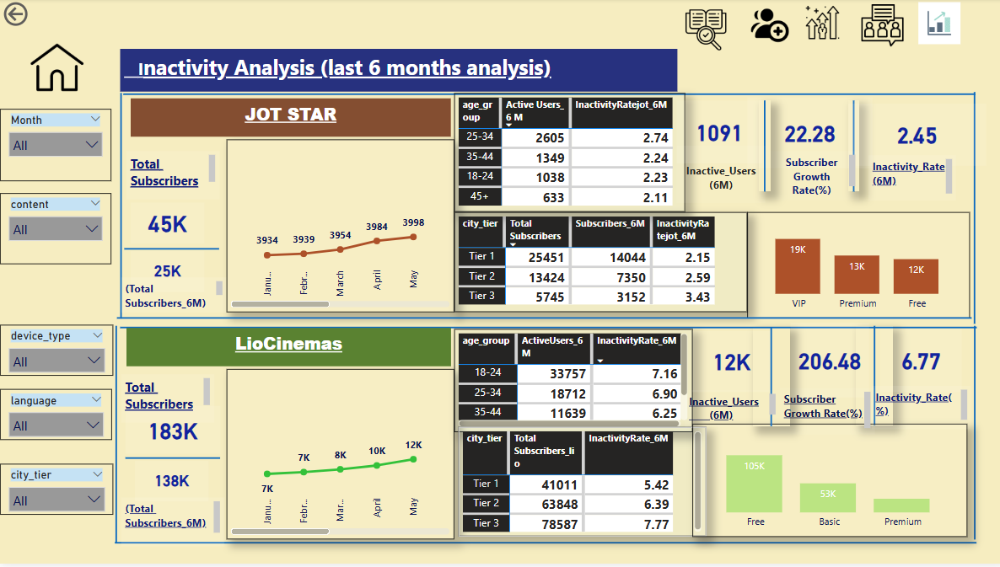 Inactivity Analysis (last 6 months analysis)
Month
All
content
All
device_type
All
language
All
city_tier
All
JOT STAR
Total
Subscribers
45K
25K
(Total
Subscribers_6M)
3934 3939 3954 3984 3998
Janu... Febr... March April May
age_gr
oup
Active Users_
6 M
InactivityRatejot_6M
25-34 2605 2.74
35-44 1349 2.24
18-24 1038 2.23
45+ 633 2.11
1091
Inactive_Users
(6M)
22.28
Subscriber
Growth
Rate(%)
2.45
Inactivity_Rate
(6M)
city_tier
Total
Subscribers
Subscribers_6M
InactivityRa
tejot_6M
Tier 1 25451 14044 2.15
Tier 2 13424 7350 2.59
Tier 3 5745 3152 3.43
19K 13K 12K
VIP Premium Free
LioCinemas
Total
Subscribers
183K
138K
(Total
Subscribers_6M)
7K 7K 8K 10K 12K
Janu... Febr... Mar... April May
age_group
ActiveUsers_6
M
InactivityRate_6M
18-24 33757 7.16
25-34 18712 6.90
35-44 11639 6.25
12K
Inactive_Users
(6M)
206.48
Subscriber
Growth Rate(%)
6.77
Inactivity_Rate(
%)
city_tier
Total
Subscribers_li
o
InactivityRate_6M
Tier 1 41011 5.42
Tier 2 63848 6.39
Tier 3 78587 7.77
105K 53K
Free Basic Premium